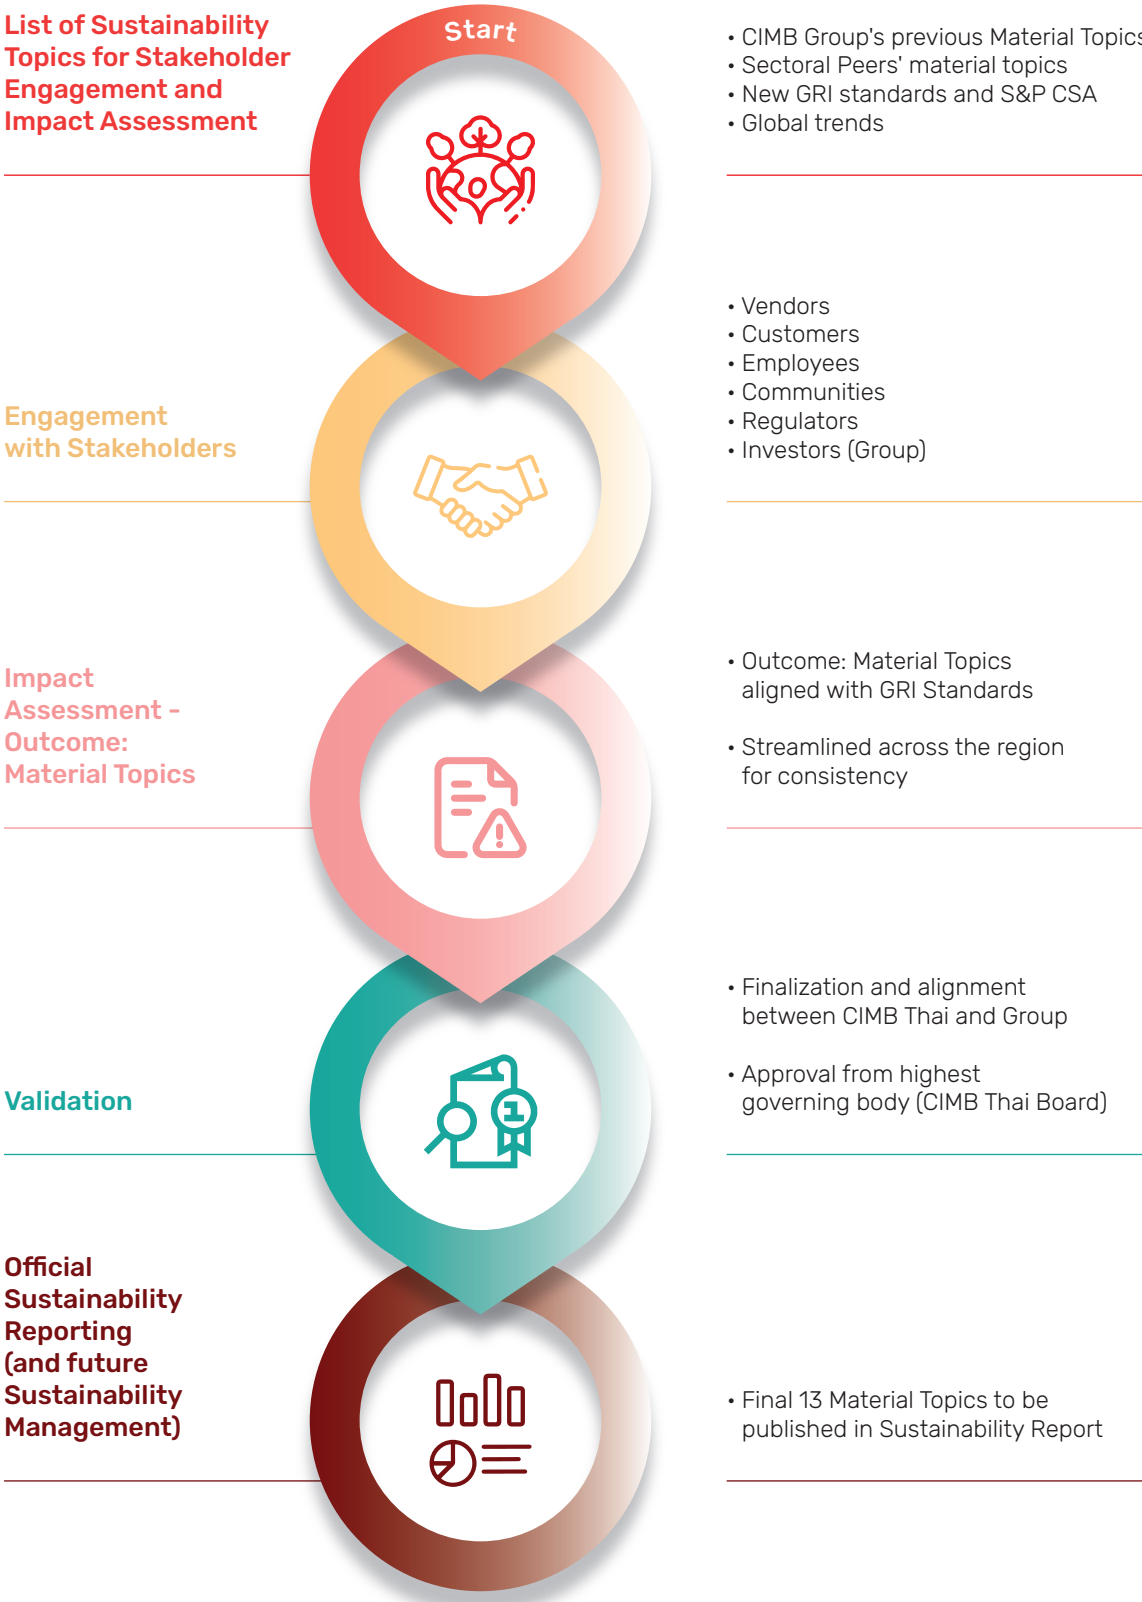 List of Sustainability
Topics for Stakeholder
Engagement and
Impact Assessment
Start
• CIMB Group's previous Material Topics
• Sectoral Peers' material topics
• New GRI standards and S&P CSA
• Global trends
Engagement
with Stakeholders
• Vendors
• Customers
• Employees
• Communities
• Regulators
• Investors (Group)
Impact
Assessment -
Outcome:
Material Topics
• Outcome: Material Topics
aligned with GRI Standards
• Streamlined across the region
for consistency
Validation
1
• Finalization and alignment
between CIMB Thai and Group
• Approval from highest
governing body (CIMB Thai Board)
Official
Sustainability
Reporting
(and future
Sustainability
Management)
• Final 13 Material Topics to be
published in Sustainability Report